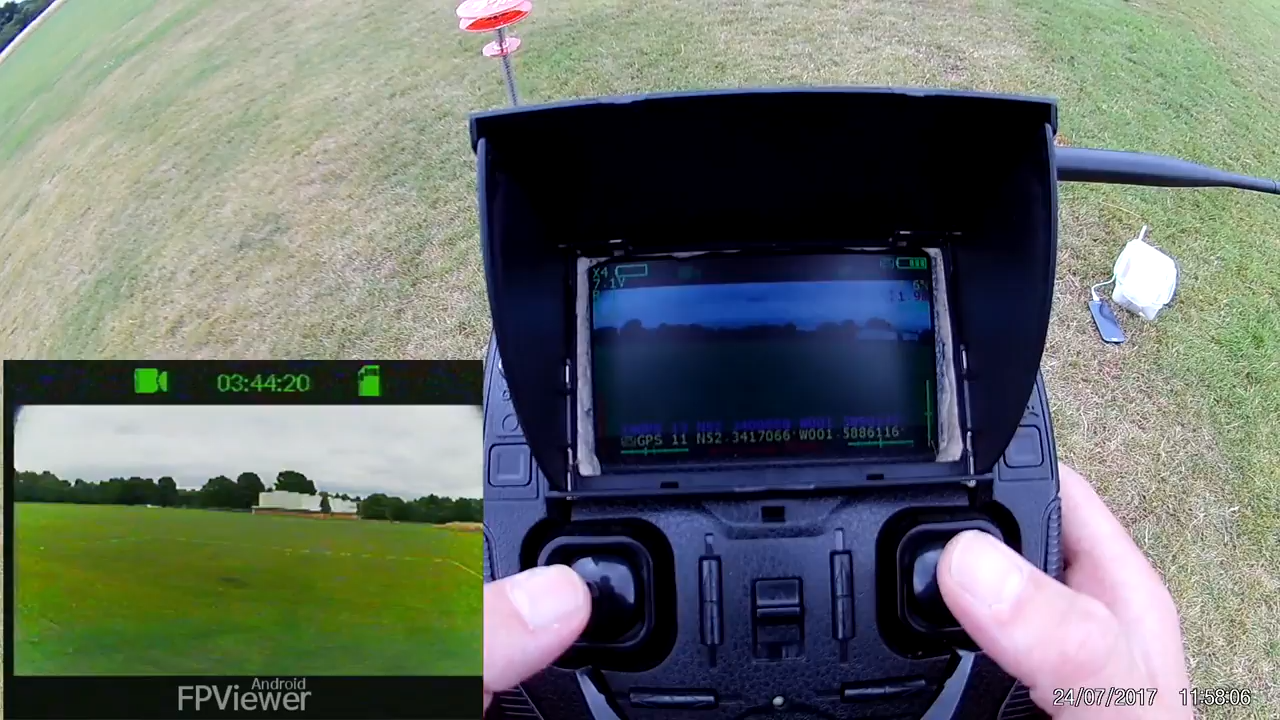 X4
7.1V
GPS 11 N52.3417066 W001.5886116
03:44:20
Android
FPViewer
24/07/2017 11:58:06